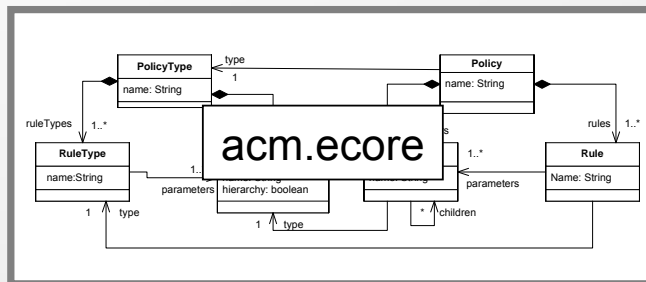 PolicyType
name: String
type
1
Policy
name: String
ruleTypes
1..*
rules
1..*
acm.ecore
RuleType
name:String
1..
parameters
hierarchy: boolean
1..*
parameters
Rule
Name: String
1
type
1
type
*
children